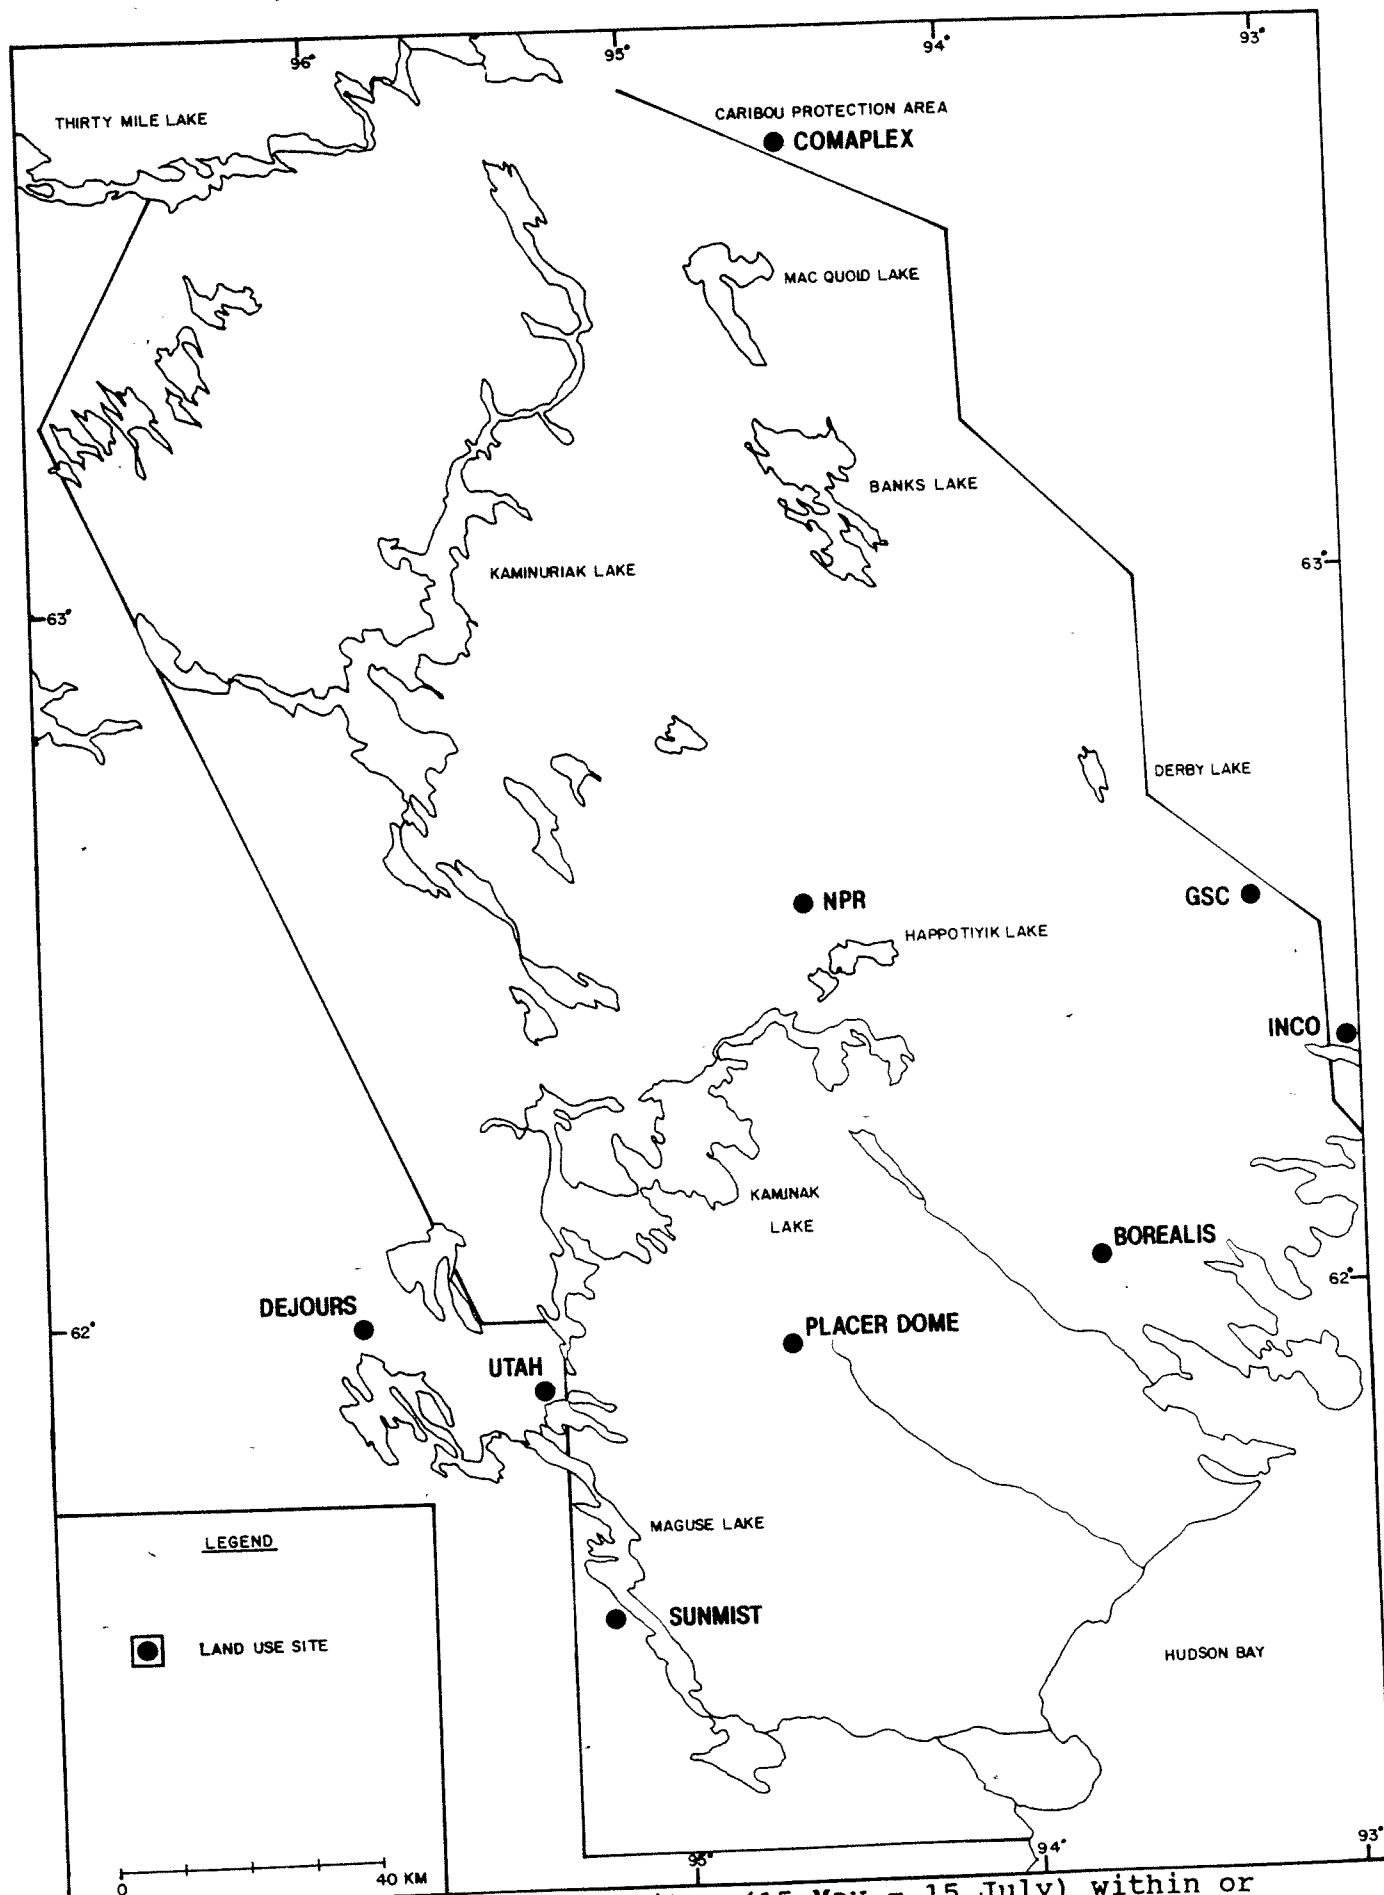 96°
95°
94°
93°
THIRTY MILE LAKE
CARIBOU PROTECTION AREA
COMAPLEX
MAC QUOID LAKE
BANKS LAKE
63°
KAMINURIAK LAKE
63°
DERBY LAKE
NPR
GSC
HAPPOTIYIK LAKE
INCO
KAMINAK
LAKE
BOREALIS
62°
DEJOURS
PLACER DOME
62°
UTAH
LEGEND
MAGUSE LAKE
SUNMIST
LAND USE SITE
HUDSON BAY
95°
94°
93°
0
40 KM
(15 May - 15 July) within or